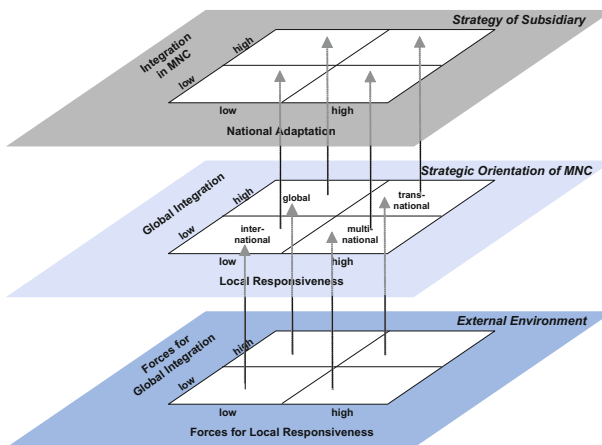 Strategy of Subsidiary
Integration
in MNC
high
low
low
high
National Adaptation
Strategic Orientation of MNC
Global Integration
high
low
global
trans-
national
inter-
national
multi-
national
low
high
Local Responsiveness
External Environment
Forces for
Global Integration
high
low
low
high
Forces for Local Responsiveness